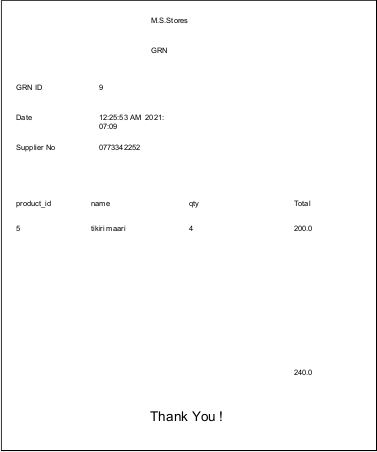 M.S.Stores
GRN
GRN ID 9
Date 12:25:53 AM 2021:
07:09
Supplier No 0773342252
product_id name qty Total
5 tikiri maari 4 200.0
240.0
Thank You !